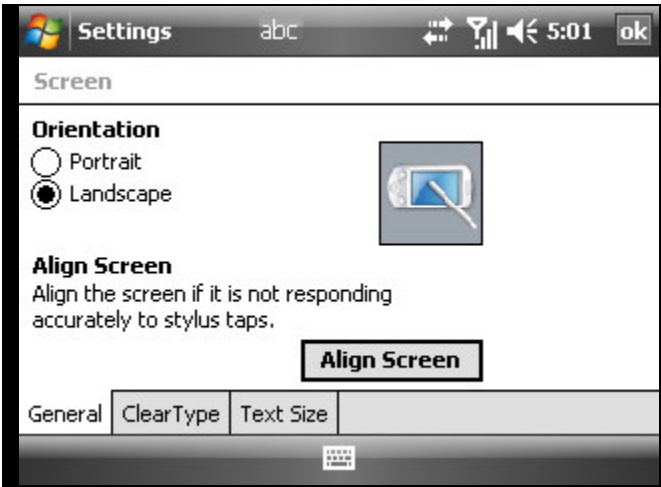 Settings abc 5:01 ok
Screen
Orientation
Portrait
Landscape
Align Screen
Align the screen if it is not responding
accurately to stylus taps.
Align Screen
General ClearType Text Size